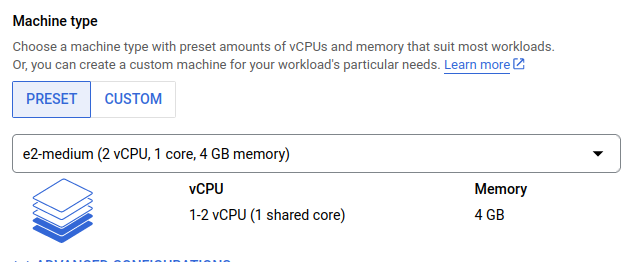 Machine type
Choose a machine type with preset amounts of vCPUs and memory that suit most workloads.
Or, you can create a custom machine for your workload's particular needs. Learn more
PRESET CUSTOM
e2-medium (2 vCPU, 1 core, 4 GB memory)
vCPU Memory
1-2 vCPU (1 shared core) 4 GB
ADVANCED CONFIGURATIONS